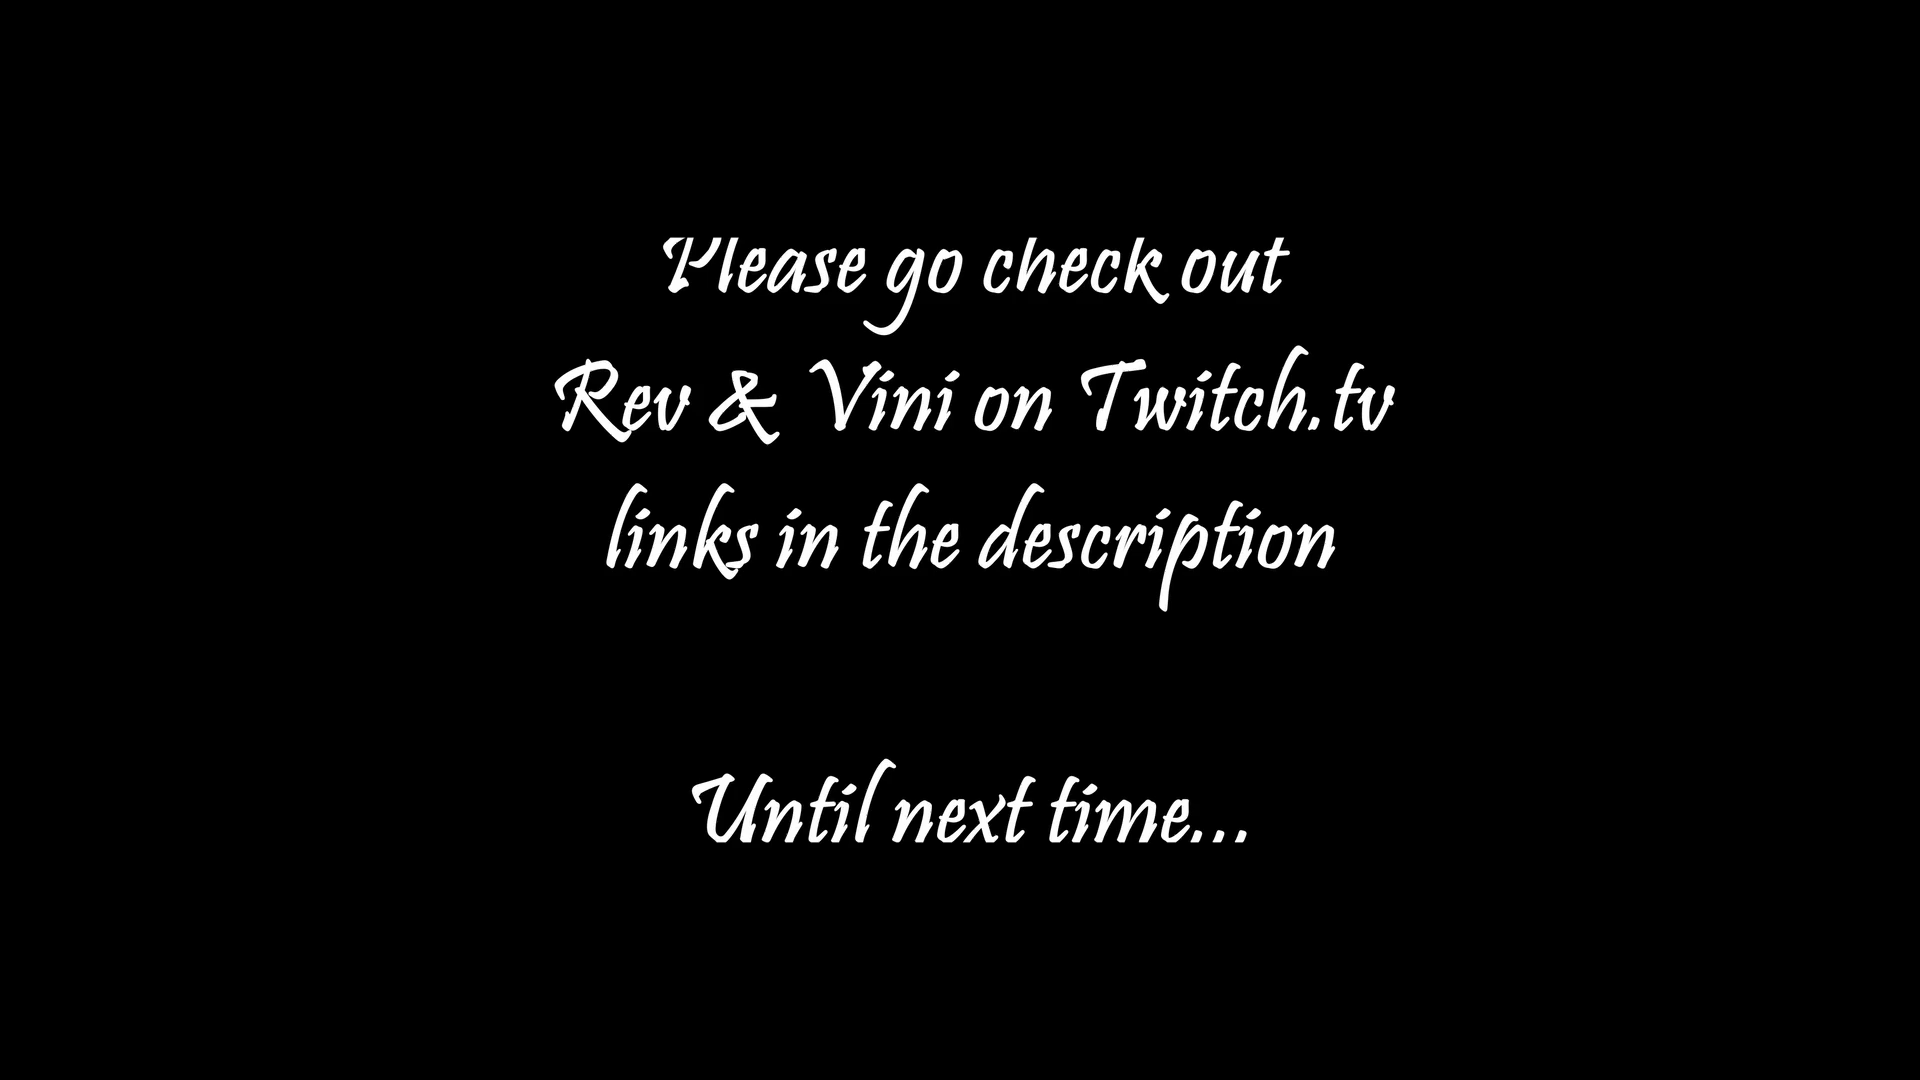 Please go check out
Rev & Vini on Twitch.tv
links in the description
Until next time...